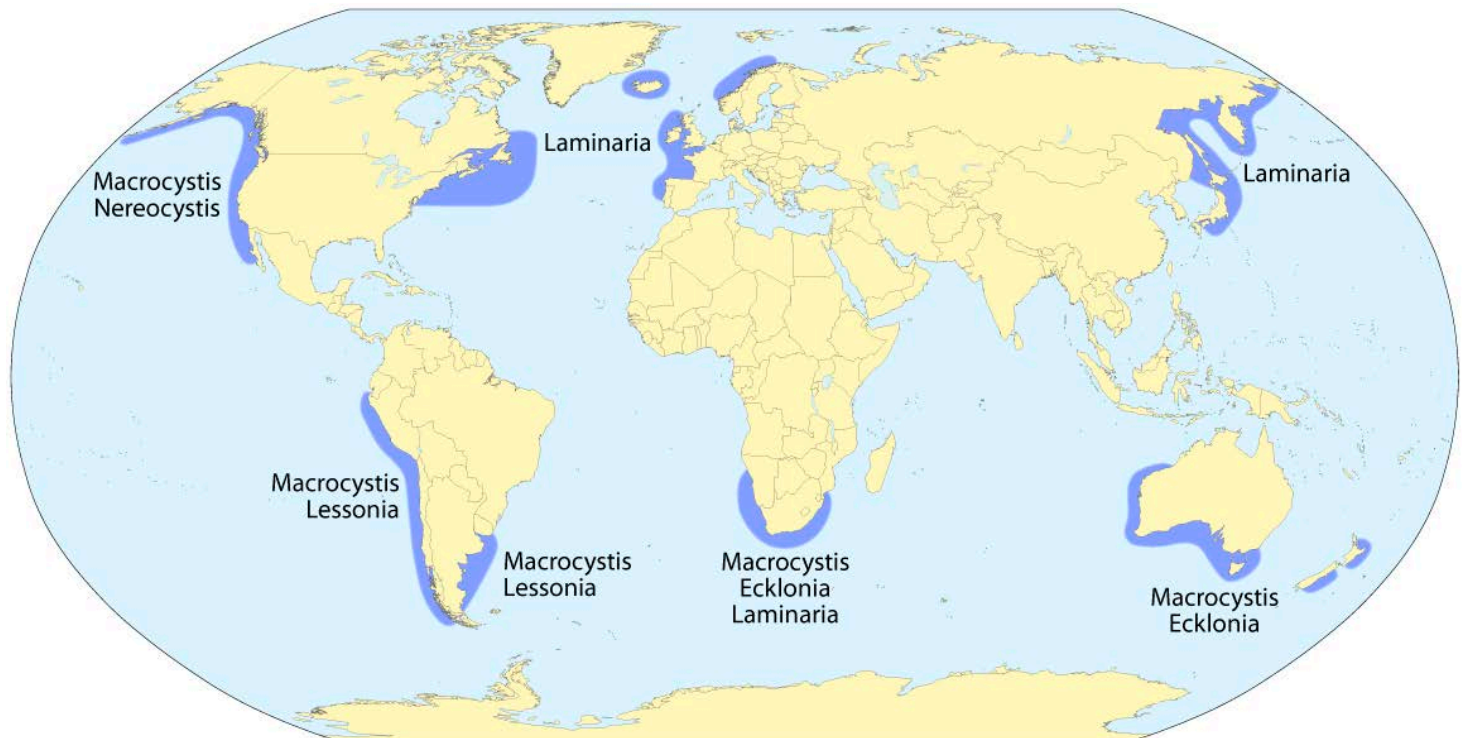 Laminaria
Laminaria
Macrocystis
Nereocystis
Macrocystis
Lessonia
Macrocystis
Lessonia
Macrocystis
Ecklonia
Laminaria
Macrocystis
Ecklonia